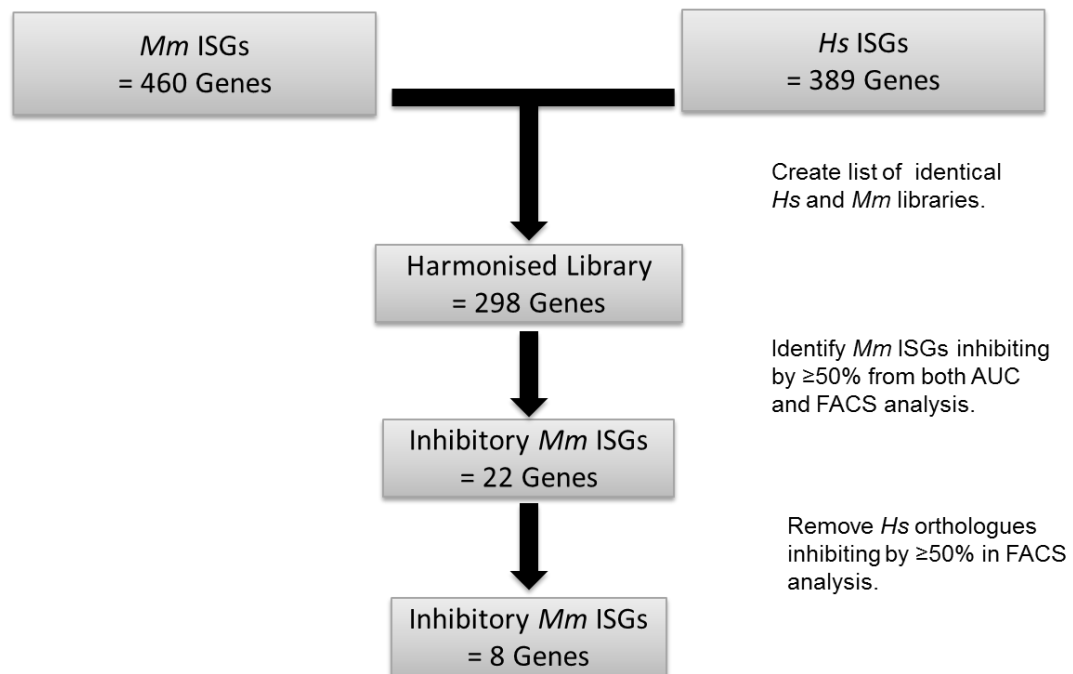 Mm ISGs
= 460 Genes
Hs ISGs
= 389 Genes
Create list of identical
Hs and Mm libraries.
Harmonised Library
= 298 Genes
Identify Mm ISGs inhibiting
by ≥50% from both AUC
and FACS analysis.
Inhibitory Mm ISGs
= 22 Genes
Remove Hs orthologues
inhibiting by ≥50% in FACS
analysis.
Inhibitory Mm ISGs
= 8 Genes